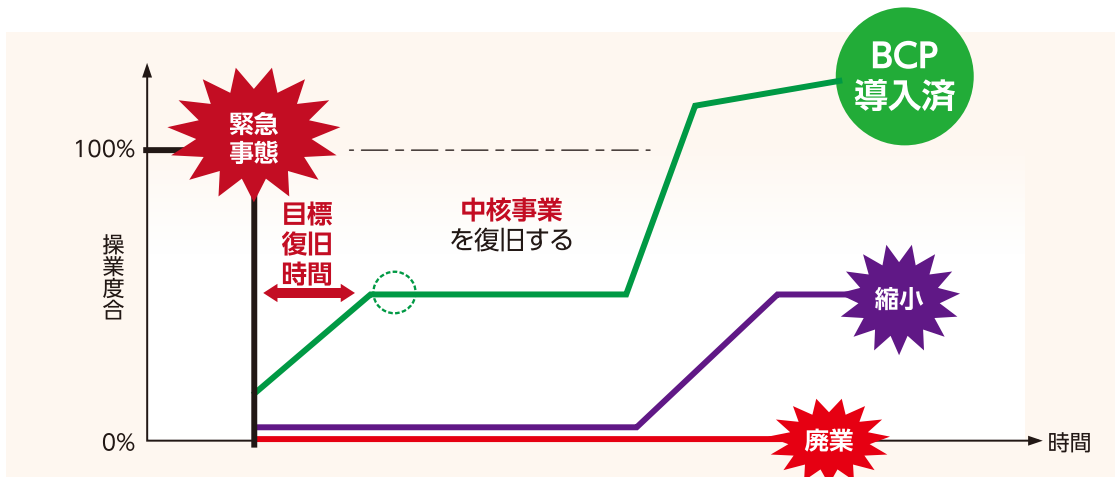 BCP
導入済
緊急
事態
100%
目標
復旧
時間
中核事業
を復旧する
操業度合
縮小
廃業
0%
時間